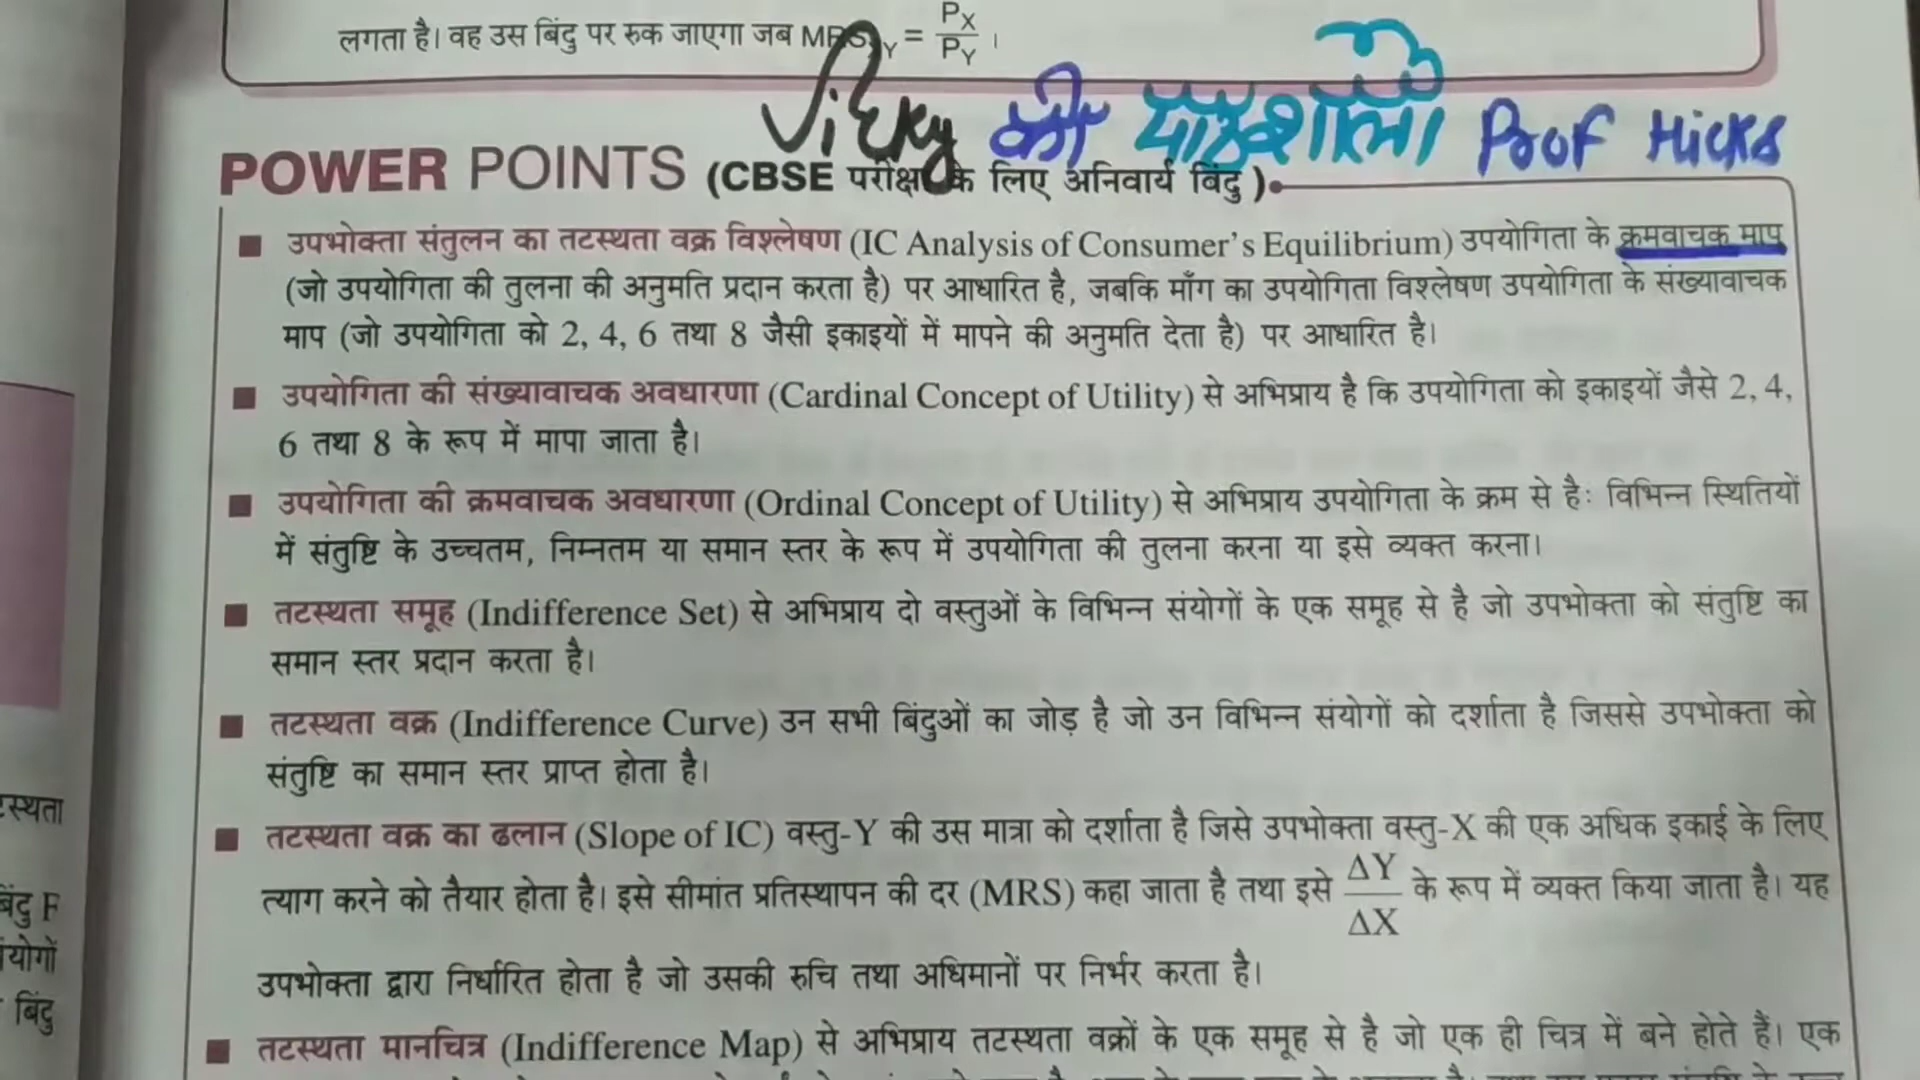 लगता है। वह उस बिंदु पर रुक जाएगा जब MRS Y = PX / PY ।
Vicky की पाठशाला Prof Hicks
POWER POINTS (CBSE परीक्षा के लिए अनिवार्य बिंदु)
■ उपभोक्ता संतुलन का तटस्थता वक्र विश्लेषण (IC Analysis of Consumer's Equilibrium) उपयोगिता के क्रमवाचक माप
(जो उपयोगिता की तुलना की अनुमति प्रदान करता है) पर आधारित है, जबकि माँग का उपयोगिता विश्लेषण उपयोगिता के संख्यावाचक
माप (जो उपयोगिता को 2, 4, 6 तथा 8 जैसी इकाइयों में मापने की अनुमति देता है) पर आधारित है।
■ उपयोगिता की संख्यावाचक अवधारणा (Cardinal Concept of Utility) से अभिप्राय है कि उपयोगिता को इकाइयों जैसे 2, 4,
6 तथा 8 के रूप में मापा जाता है।
■ उपयोगिता की क्रमवाचक अवधारणा (Ordinal Concept of Utility) से अभिप्राय उपयोगिता के क्रम से है: विभिन्न स्थितियों
में संतुष्टि के उच्चतम, निम्नतम या समान स्तर के रूप में उपयोगिता की तुलना करना या इसे व्यक्त करना।
■ तटस्थता समूह (Indifference Set) से अभिप्राय दो वस्तुओं के विभिन्न संयोगों के एक समूह से है जो उपभोक्ता को संतुष्टि का
समान स्तर प्रदान करता है।
■ तटस्थता वक्र (Indifference Curve) उन सभी बिंदुओं का जोड़ है जो उन विभिन्न संयोगों को दर्शाता है जिससे उपभोक्ता को
संतुष्टि का समान स्तर प्राप्त होता है।
■ तटस्थता वक्र का ढलान (Slope of IC) वस्तु-Y की उस मात्रा को दर्शाता है जिसे उपभोक्ता वस्तु-X की एक अधिक इकाई के लिए
त्याग करने को तैयार होता है। इसे सीमांत प्रतिस्थापन की दर (MRS) कहा जाता है तथा इसे ΔY / ΔX के रूप में व्यक्त किया जाता है। यह
उपभोक्ता द्वारा निर्धारित होता है जो उसकी रुचि तथा अधिमानों पर निर्भर करता है।
■ तटस्थता मानचित्र (Indifference Map) से अभिप्राय तटस्थता वक्रों के एक समूह से है जो एक ही चित्र में बने होते हैं। एक
टस्थता
बिंदु F
बिंदु